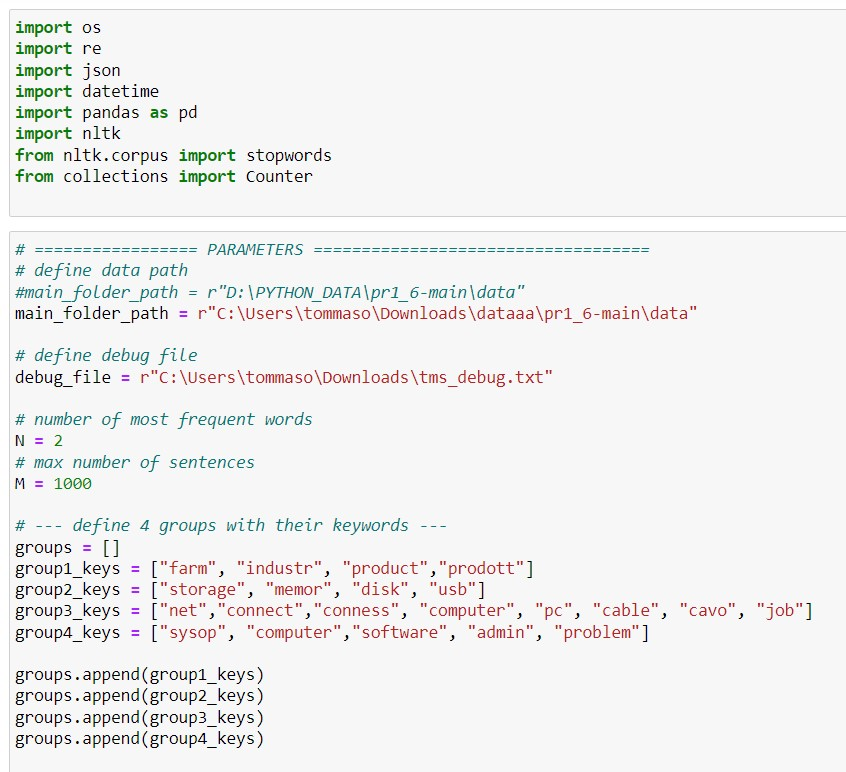 import os
import re
import json
import datetime
import pandas as pd
import nltk
from nltk.corpus import stopwords
from collections import Counter
# ================= PARAMETERS ===================================
# define data path
#main_folder_path = r"D:\PYTHON_DATA\pr1_6-main\data"
main_folder_path = r"C:\Users\tommaso\Downloads\dataaa\pr1_6-main\data"
# define debug file
debug_file = r"C:\Users\tommaso\Downloads\tms_debug.txt"
# number of most frequent words
N = 2
# max number of sentences
M = 1000
# --- define 4 groups with their keywords ---
groups = []
group1_keys = ["farm", "industr", "product","prodott"]
group2_keys = ["storage", "memor", "disk", "usb"]
group3_keys = ["net","connect","conness", "computer", "pc", "cable", "cavo", "job"]
group4_keys = ["sysop", "computer","software", "admin", "problem"]
groups.append(group1_keys)
groups.append(group2_keys)
groups.append(group3_keys)
groups.append(group4_keys)